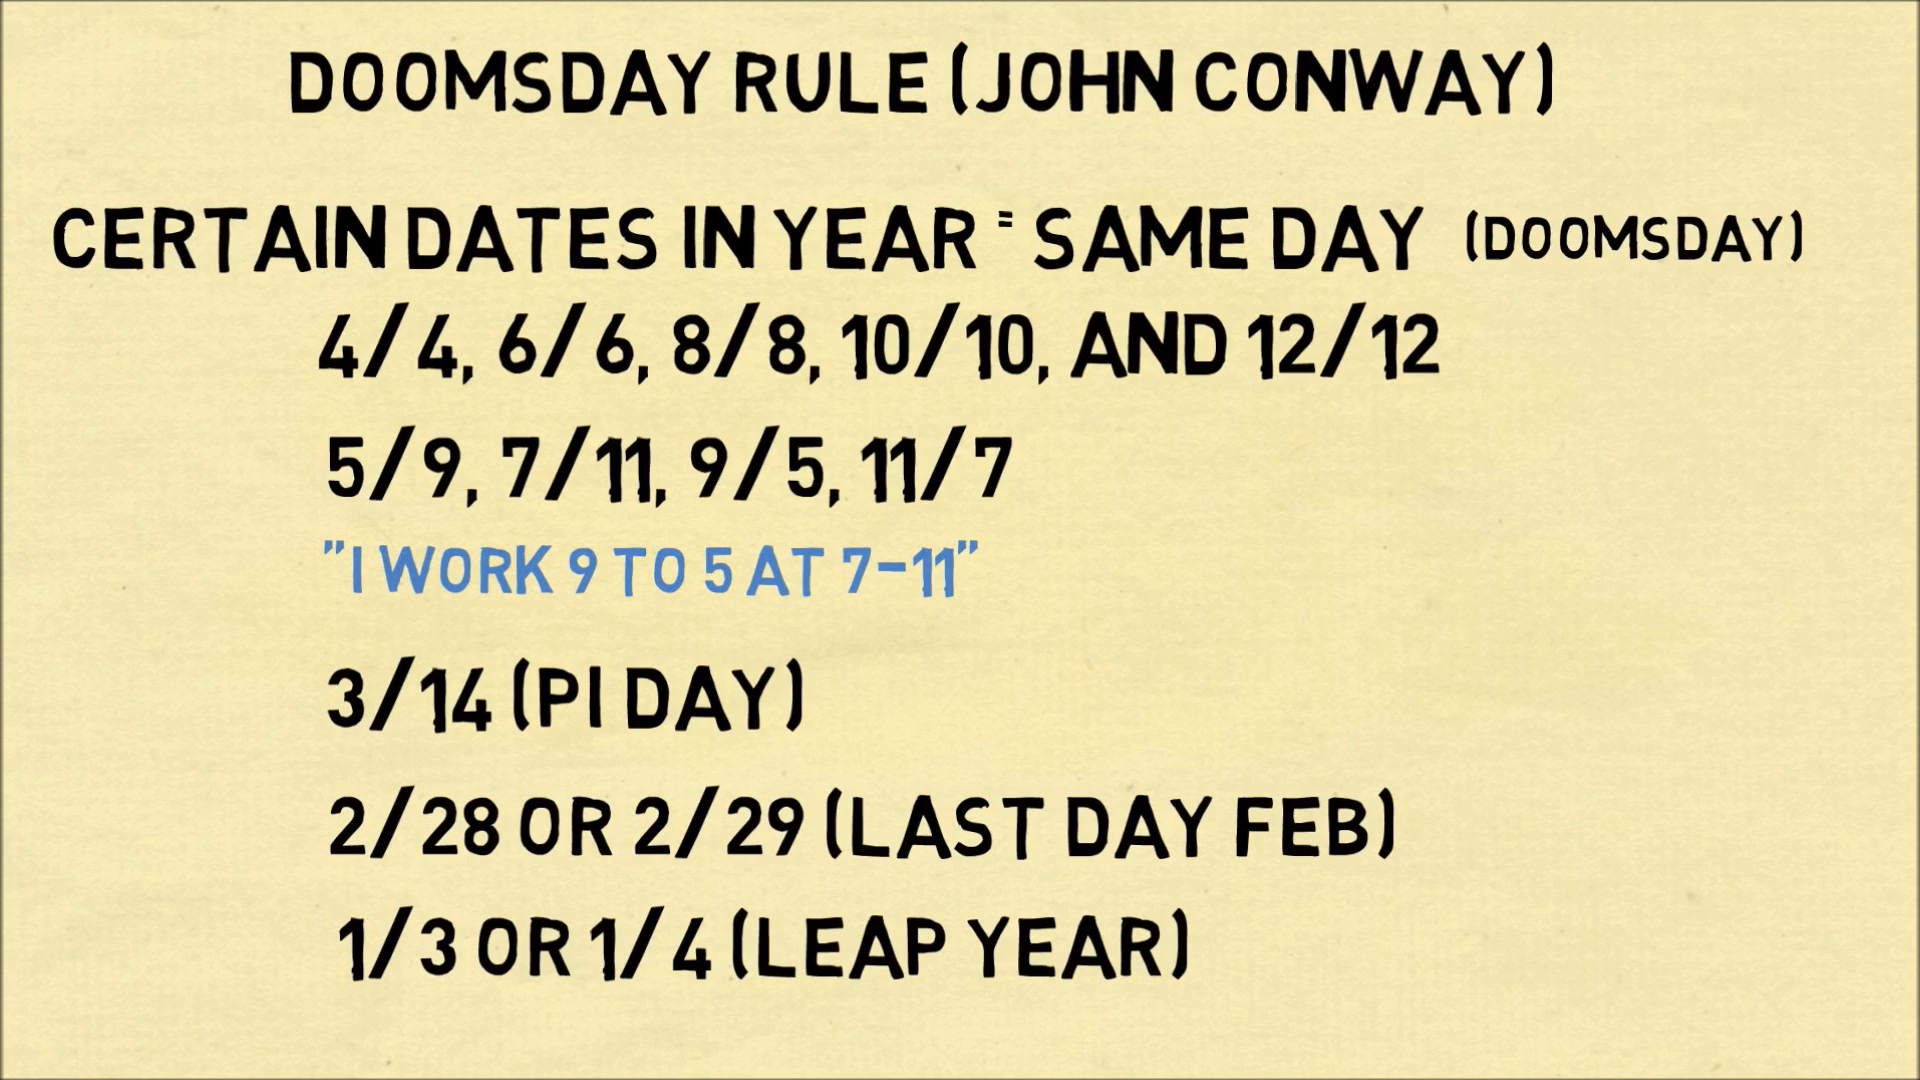 DOOMSDAY RULE (JOHN CONWAY)
CERTAIN DATES IN YEAR = SAME DAY (DOOMSDAY)
4/4, 6/6, 8/8, 10/10, AND 12/12
5/9, 7/11, 9/5, 11/7
"I WORK 9 TO 5 AT 7-11"
3/14 (PI DAY)
2/28 OR 2/29 (LAST DAY FEB)
1/3 OR 1/4 (LEAP YEAR)